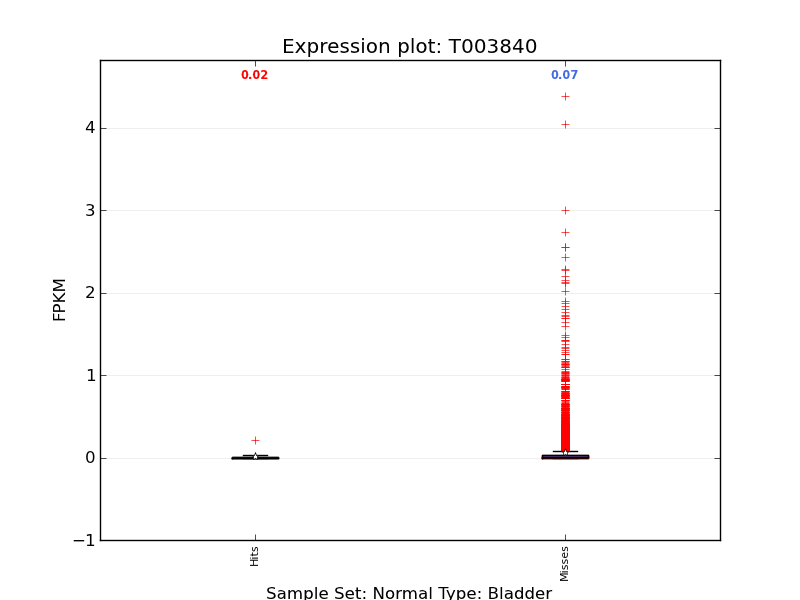 Expression plot: T003840
0.02
0.07
4
3
2
1
0
−1
FPKM
Hits
Misses
Sample Set: Normal Type: Bladder